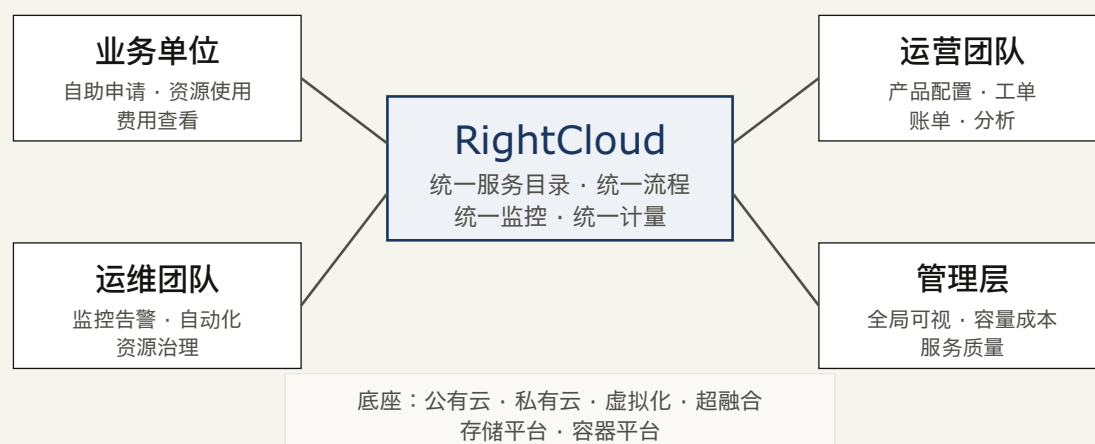 业务单位
自助申请 · 资源使用
费用查看
运营团队
产品配置 · 工单
账单 · 分析
RightCloud
统一服务目录 · 统一流程
统一监控 · 统一计量
运维团队
监控告警 · 自动化
资源治理
管理层
全局可视 · 容量成本
服务质量
底座：公有云 · 私有云 · 虚拟化 · 超融合
存储平台 · 容器平台